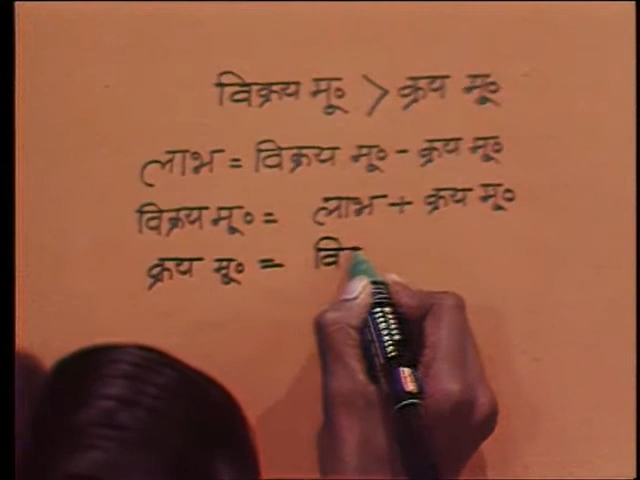 विक्रय मू० > क्रय मू०
लाभ = विक्रय मू० - क्रय मू०
विक्रय मू० = लाभ + क्रय मू०
क्रय मू० = वि